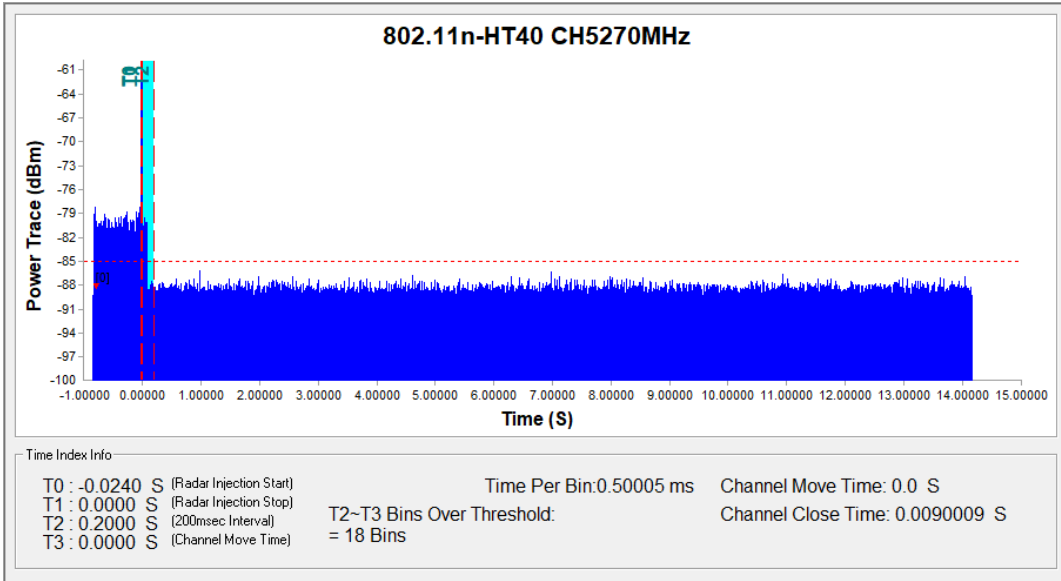 802.11n-HT40 CH5270MHz
T0
T2
Power Trace (dBm)
-61
-64
-67
-70
-73
-76
-79
-82
-85
-88
-91
-94
-97
-100
[0]
-1.00000 0.00000 1.00000 2.00000 3.00000 4.00000 5.00000 6.00000 7.00000 8.00000 9.00000 10.00000 11.00000 12.00000 13.00000 14.00000 15.00000
Time (S)
Time Index Info
T0 : -0.0240 S (Radar Injection Start)
T1 : 0.0000 S (Radar Injection Stop)
T2 : 0.2000 S (200msec Interval)
T3 : 0.0000 S (Channel Move Time)
Time Per Bin:0.50005 ms
T2~T3 Bins Over Threshold:
= 18 Bins
Channel Move Time: 0.0 S
Channel Close Time: 0.0090009 S